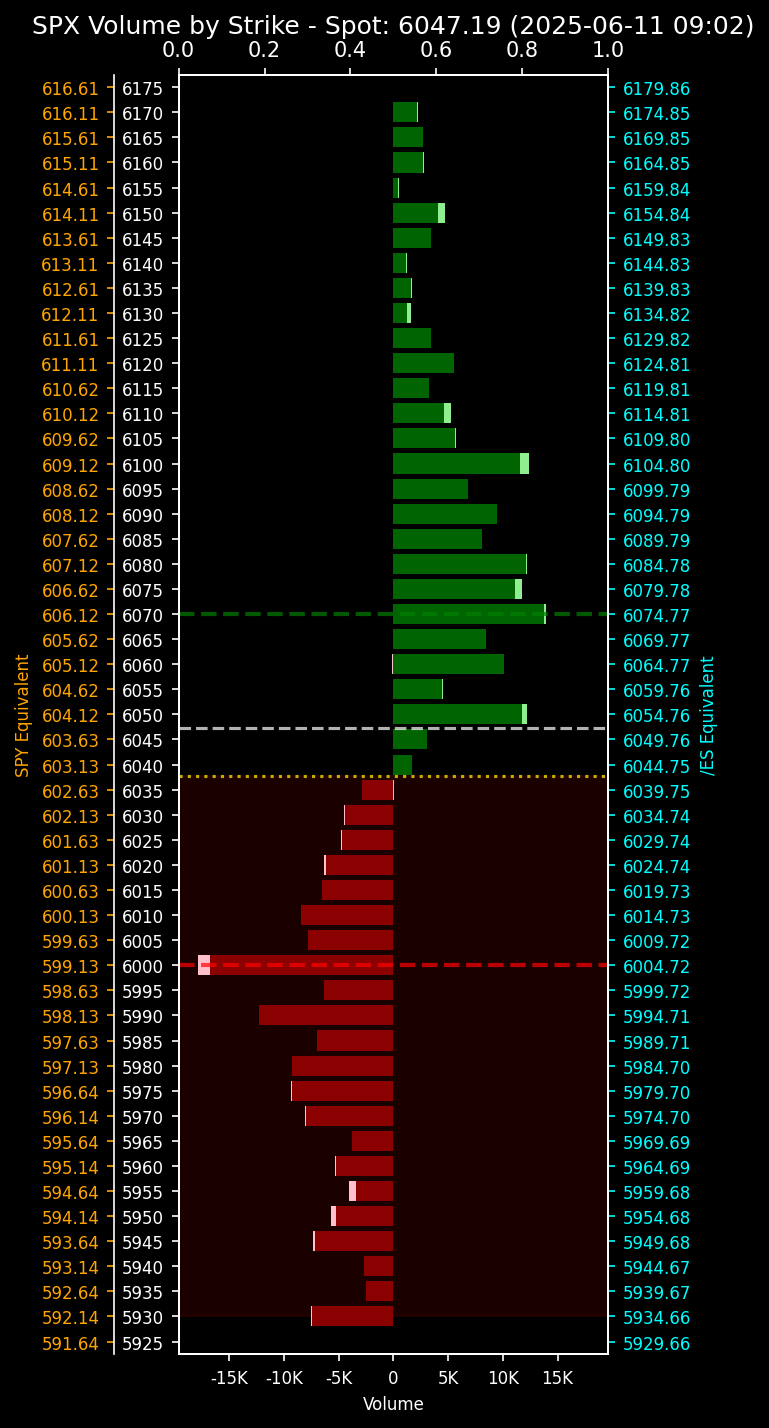 SPX Volume by Strike - Spot: 6047.19 (2025-06-11 09:02)
0.0 0.2 0.4 0.6 0.8 1.0
616.61 6175 6179.86
616.11 6170 6174.85
615.61 6165 6169.85
615.11 6160 6164.85
614.61 6155 6159.84
614.11 6150 6154.84
613.61 6145 6149.83
613.11 6140 6144.83
612.61 6135 6139.83
612.11 6130 6134.82
611.61 6125 6129.82
611.11 6120 6124.81
610.62 6115 6119.81
610.12 6110 6114.81
609.62 6105 6109.80
609.12 6100 6104.80
608.62 6095 6099.79
608.12 6090 6094.79
607.62 6085 6089.79
607.12 6080 6084.78
606.62 6075 6079.78
606.12 6070 6074.77
605.62 6065 6069.77
605.12 6060 6064.77
604.62 6055 6059.76
604.12 6050 6054.76
603.63 6045 6049.76
603.13 6040 6044.75
602.63 6035 6039.75
602.13 6030 6034.74
601.63 6025 6029.74
601.13 6020 6024.74
600.63 6015 6019.73
600.13 6010 6014.73
599.63 6005 6009.72
599.13 6000 6004.72
598.63 5995 5999.72
598.13 5990 5994.71
597.63 5985 5989.71
597.13 5980 5984.70
596.64 5975 5979.70
596.14 5970 5974.70
595.64 5965 5969.69
595.14 5960 5964.69
594.64 5955 5959.68
594.14 5950 5954.68
593.64 5945 5949.68
593.14 5940 5944.67
592.64 5935 5939.67
592.14 5930 5934.66
591.64 5925 5929.66
SPY Equivalent
/ES Equivalent
-15K -10K -5K 0 5K 10K 15K
Volume